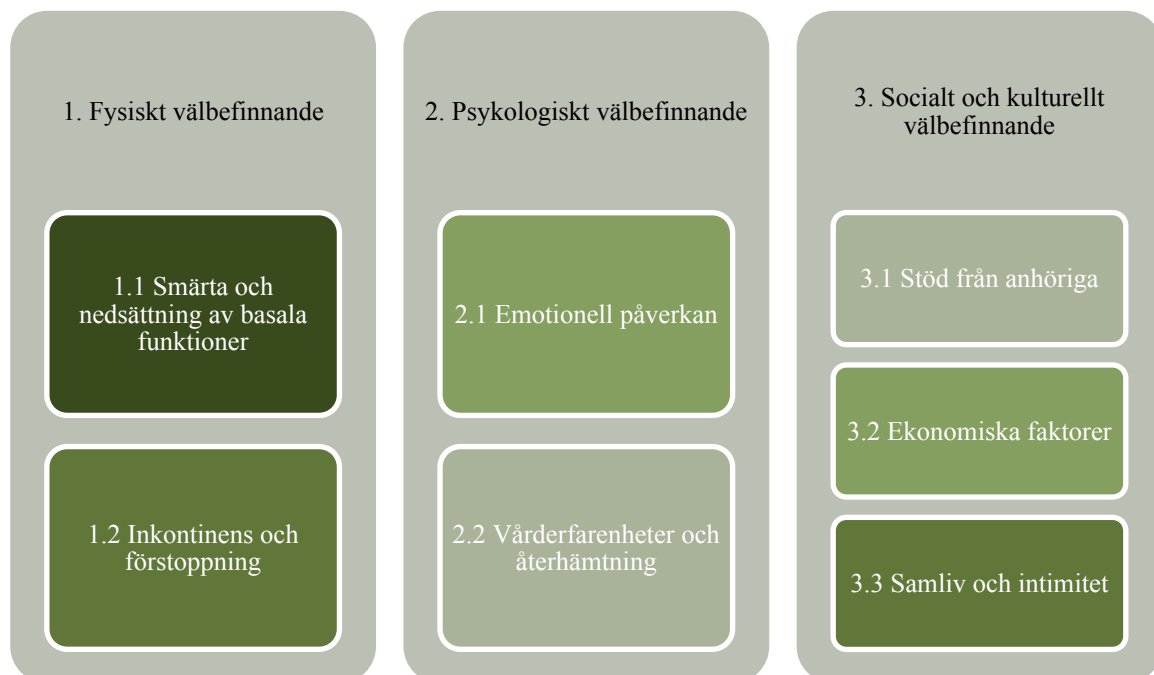 1. Fysiskt välbefinnande
1.1 Smärta och
nedsättning av basala
funktioner
1.2 Inkontinens och
förstoppning
2. Psykologiskt välbefinnande
2.1 Emotionell påverkan
2.2 Vårderfarenheter och
återhämtning
3. Socialt och kulturellt
välbefinnande
3.1 Stöd från anhöriga
3.2 Ekonomiska faktorer
3.3 Samliv och intimitet